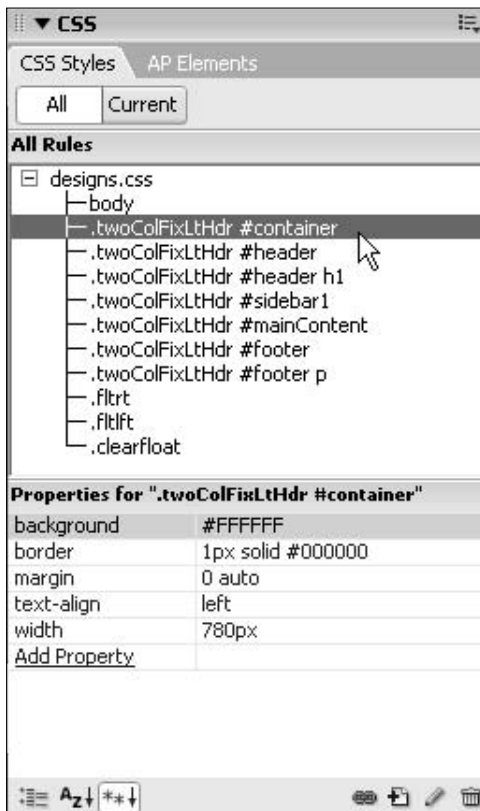 CSS
CSS Styles AP Elements
All Current
All Rules
designs.css
body
.twoColFixLtHdr #container
.twoColFixLtHdr #header
.twoColFixLtHdr #header h1
.twoColFixLtHdr #sidebar1
.twoColFixLtHdr #mainContent
.twoColFixLtHdr #footer
.twoColFixLtHdr #footer p
.fltrt
.fltlft
.clearfloat
Properties for ".twoColFixLtHdr #container"
background #FFFFFF
border 1px solid #000000
margin 0 auto
text-align left
width 780px
Add Property
Az↓ **↓